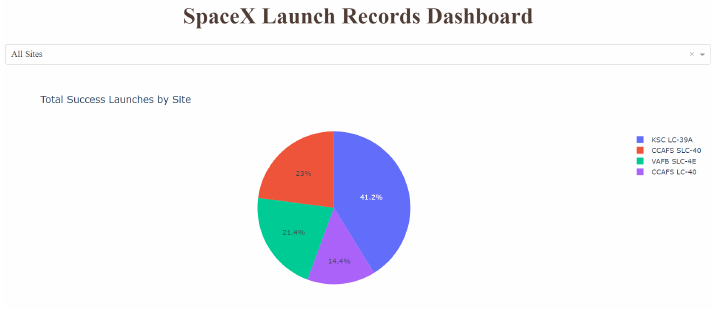 SpaceX Launch Records Dashboard
All Sites
×
Total Success Launches by Site
KSC LC-39A
CCAFS SLC-40
VAFB SLC-4E
CCAFS LC-40
23%
41.2%
21.4%
14.4%